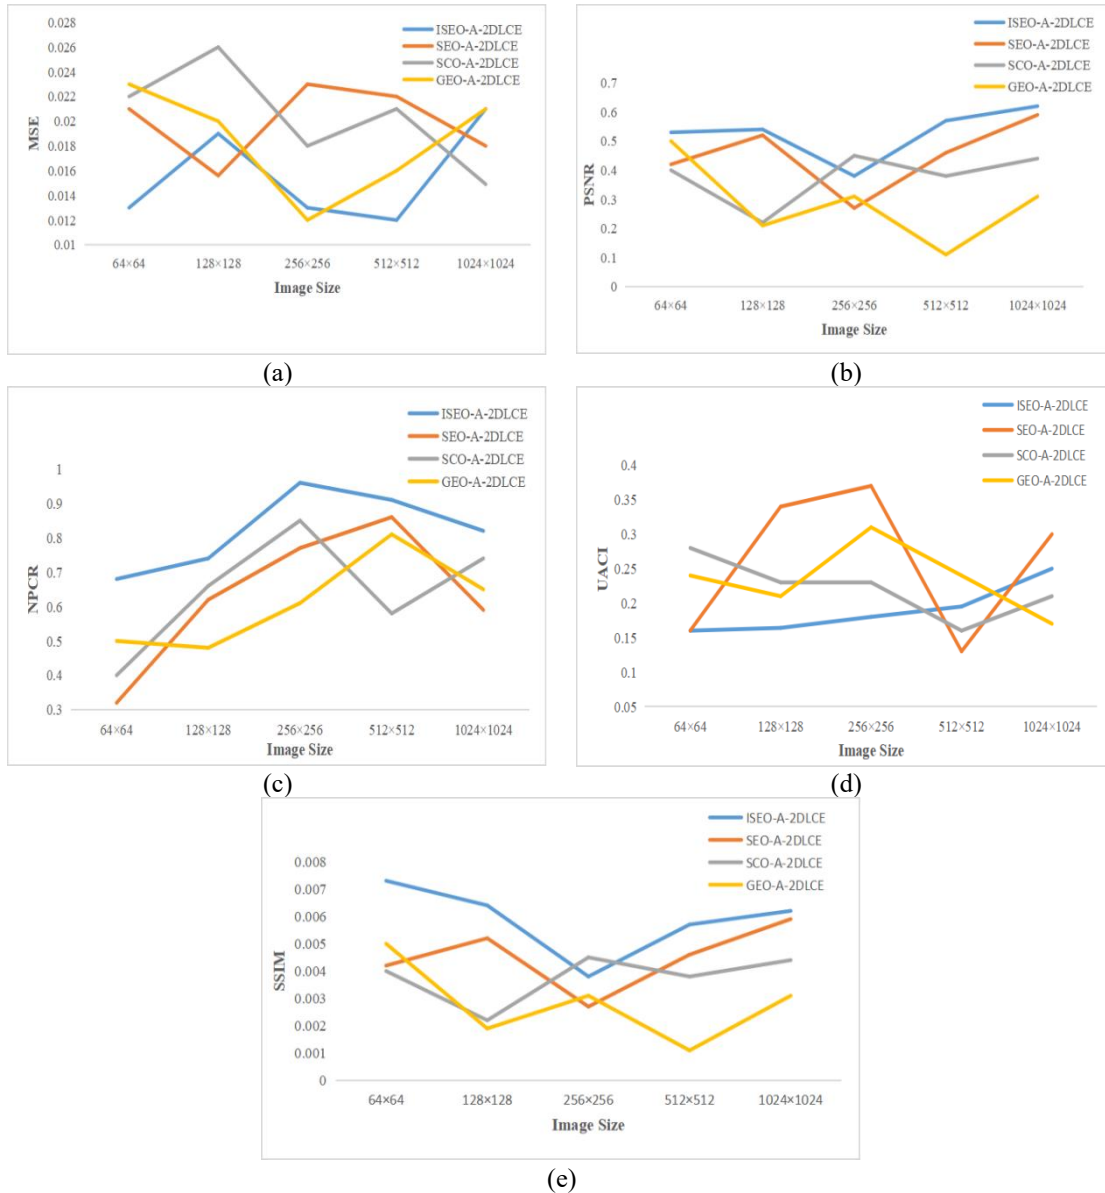 0.028
0.026
0.024
0.022
0.02
0.018
0.016
0.014
0.012
0.01
MSE
ISEO-A-2DLCE
SEO-A-2DLCE
SCO-A-2DLCE
GEO-A-2DLCE
64×64 128×128 256×256 512×512 1024×1024
Image Size
(a)
ISEO-A-2DLCE
SEO-A-2DLCE
SCO-A-2DLCE
GEO-A-2DLCE
0.7
0.6
0.5
0.4
0.3
0.2
0.1
0
PSNR
64×64 128×128 256×256 512×512 1024×1024
Image Size
(b)
ISEO-A-2DLCE
SEO-A-2DLCE
SCO-A-2DLCE
GEO-A-2DLCE
1
0.9
0.8
0.7
0.6
0.5
0.4
0.3
NPCR
64×64 128×128 256×256 512×512 1024×1024
Image Size
(c)
ISEO-A-2DLCE
SEO-A-2DLCE
SCO-A-2DLCE
GEO-A-2DLCE
0.4
0.35
0.3
0.25
0.2
0.15
0.1
0.05
UACI
64×64 128×128 256×256 512×512 1024×1024
Image Size
(d)
ISEO-A-2DLCE
SEO-A-2DLCE
SCO-A-2DLCE
GEO-A-2DLCE
0.008
0.007
0.006
0.005
0.004
0.003
0.002
0.001
0
SSIM
64×64 128×128 256×256 512×512 1024×1024
Image Size
(e)